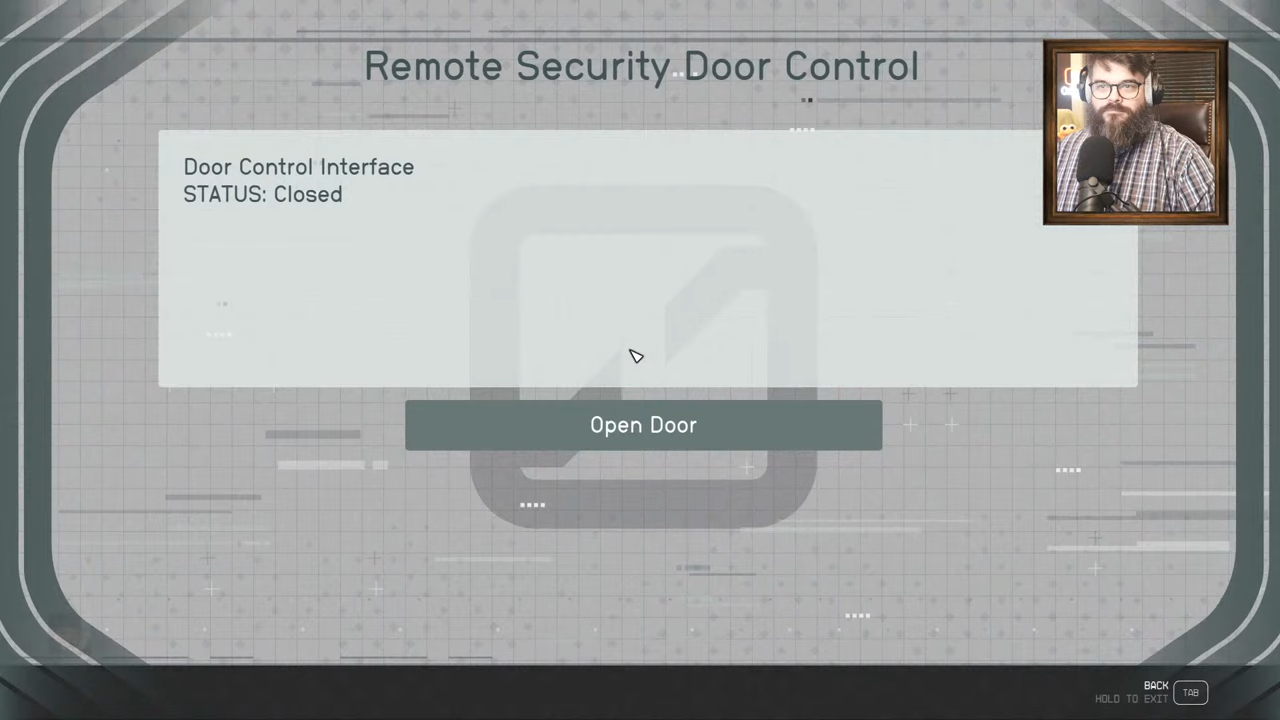 Remote Security Door Control
Door Control Interface
STATUS: Closed
Open Door
BACK
HOLD TO EXIT
TAB